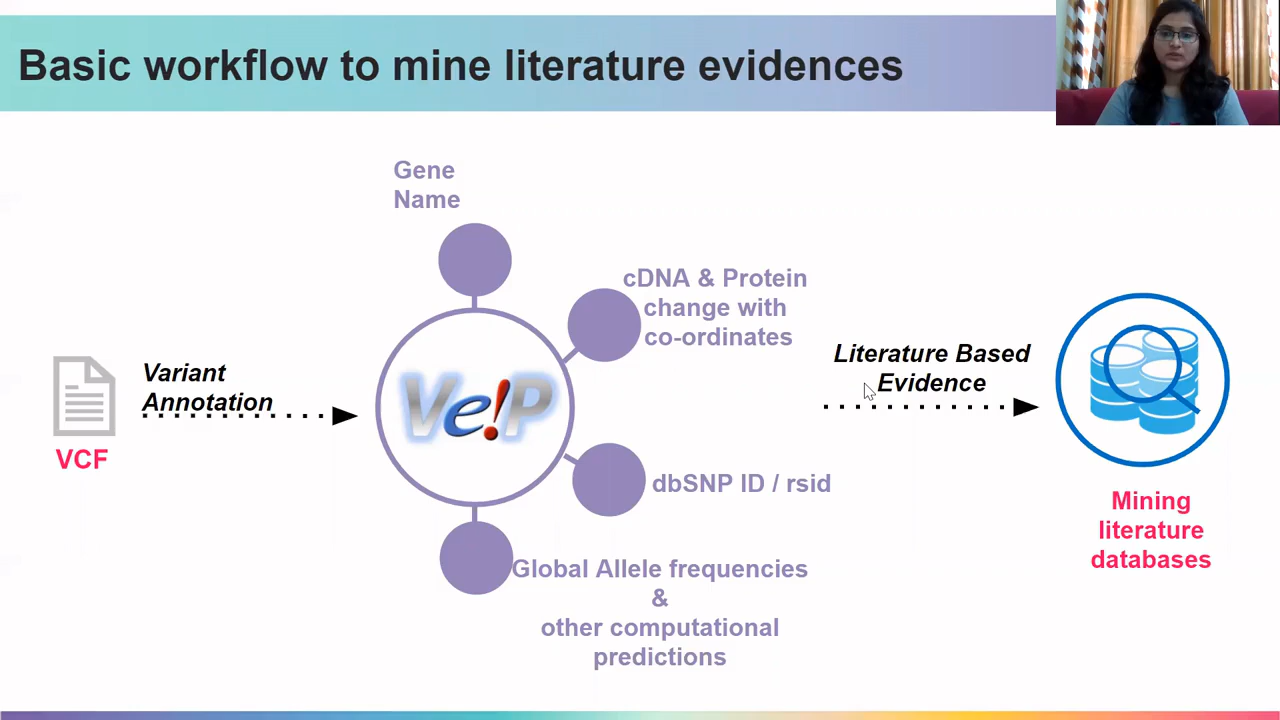 Basic workflow to mine literature evidences
Gene
Name
cDNA & Protein
change with
co-ordinates
Variant
Annotation
VCF
Ve!P
Literature Based
Evidence
dbSNP ID / rsid
Global Allele frequencies
&
other computational
predictions
Mining
literature
databases